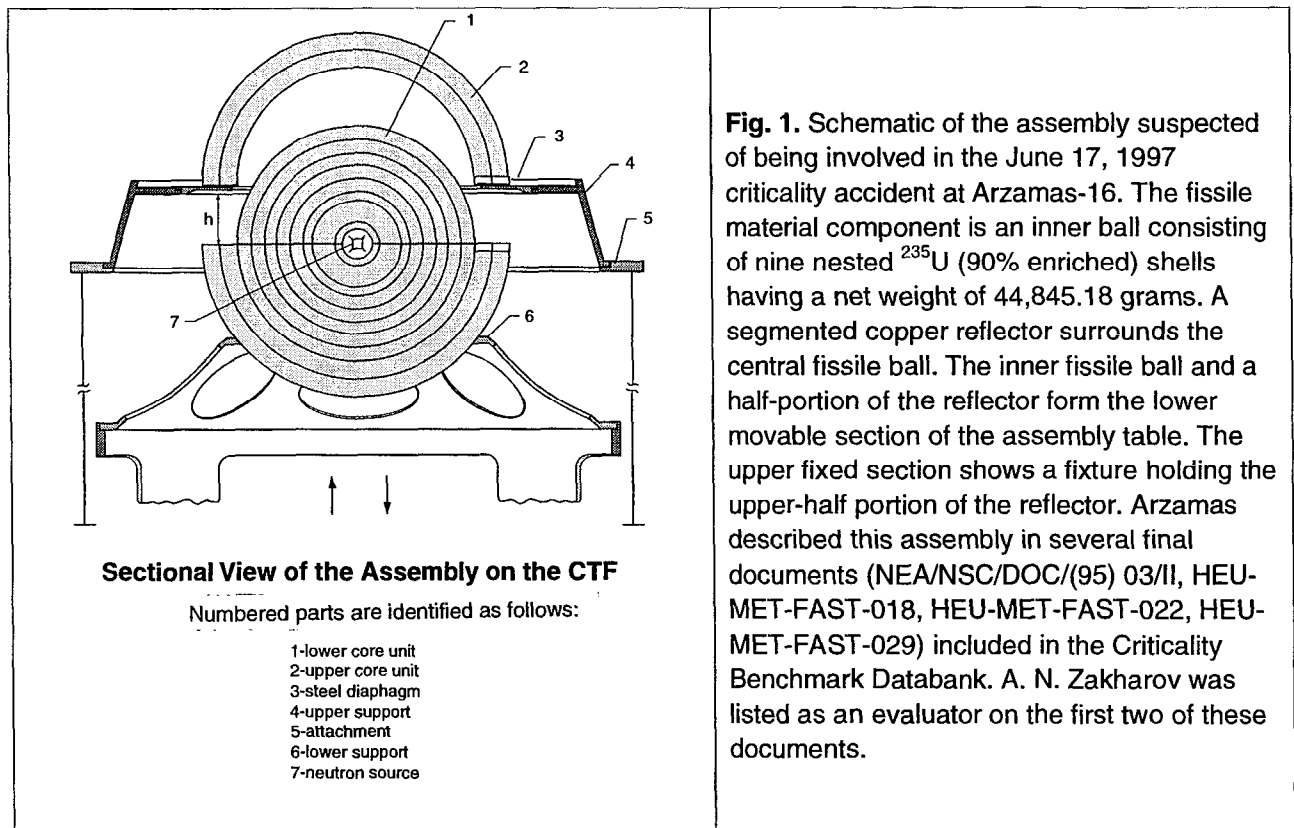 1
2
3
4
h
5
7
6
Sectional View of the Assembly on the CTF
Numbered parts are identified as follows:
1-lower core unit
2-upper core unit
3-steel diaphagm
4-upper support
5-attachment
6-lower support
7-neutron source
Fig. 1. Schematic of the assembly suspected
of being involved in the June 17, 1997
criticality accident at Arzamas-16. The fissile
material component is an inner ball consisting
of nine nested ²³⁵U (90% enriched) shells
having a net weight of 44,845.18 grams. A
segmented copper reflector surrounds the
central fissile ball. The inner fissile ball and a
half-portion of the reflector form the lower
movable section of the assembly table. The
upper fixed section shows a fixture holding the
upper-half portion of the reflector. Arzamas
described this assembly in several final
documents (NEA/NSC/DOC/(95) 03/II, HEU-
MET-FAST-018, HEU-MET-FAST-022, HEU-
MET-FAST-029) included in the Criticality
Benchmark Databank. A. N. Zakharov was
listed as an evaluator on the first two of these
documents.